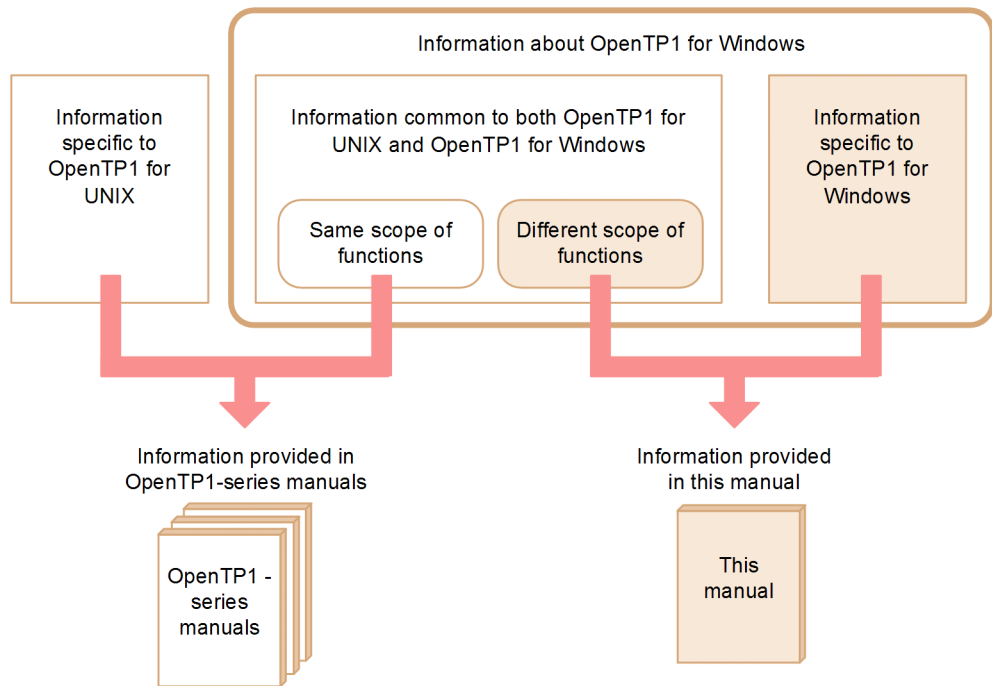 Information about OpenTP1 for Windows
Information
specific to
OpenTP1 for
UNIX
Information common to both OpenTP1 for
UNIX and OpenTP1 for Windows
Same scope of
functions
Different scope of
functions
Information
specific to
OpenTP1 for
Windows
Information provided in
OpenTP1-series manuals
OpenTP1 -
series
manuals
Information provided
in this manual
This
manual